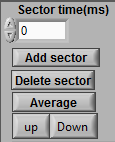 Sector time(ms)
0
Add sector
Delete sector
Average
up Down